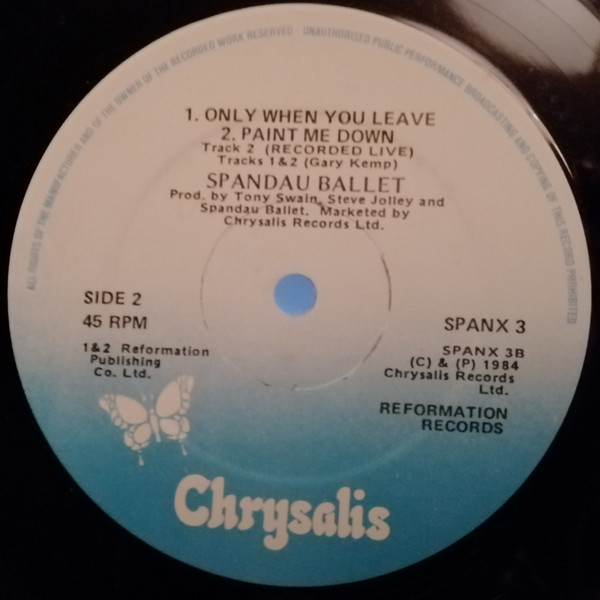 ALL RIGHTS OF THE MANUFACTURER AND OF THE OWNER OF THE RECORDED WORK RESERVED · UNAUTHORISED PUBLIC PERFORMANCE BROADCASTING AND COPYING OF THIS RECORD PROHIBITED
1. ONLY WHEN YOU LEAVE
2. PAINT ME DOWN
Track 2 (RECORDED LIVE)
Tracks 1&2 (Gary Kemp)
SPANDAU BALLET
Prod. by Tony Swain, Steve Jolley and
Spandau Ballet. Marketed by
Chrysalis Records Ltd.
SIDE 2
45 RPM
1&2 Reformation
Publishing
Co. Ltd.
SPANX 3
SPANX 3B
(C) & (P) 1984
Chrysalis Records
Ltd.
REFORMATION
RECORDS
Chrysalis